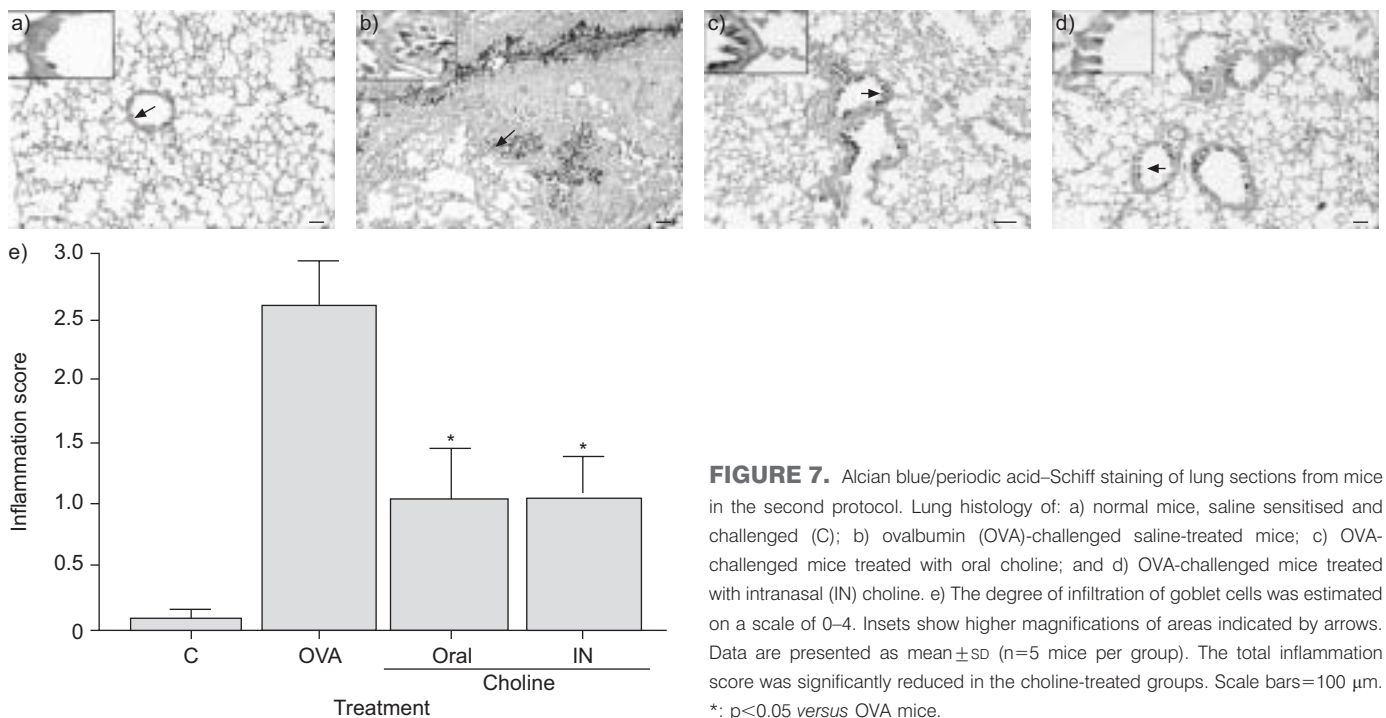 a)
b)
c)
d)
e)
3.0
2.5
2.0
1.5
1.0
0.5
0
Inflammation score
*
*
C
OVA
Oral
IN
Choline
Treatment
FIGURE 7. Alcian blue/periodic acid–Schiff staining of lung sections from mice
in the second protocol. Lung histology of: a) normal mice, saline sensitised and
challenged (C); b) ovalbumin (OVA)-challenged saline-treated mice; c) OVA-
challenged mice treated with oral choline; and d) OVA-challenged mice treated
with intranasal (IN) choline. e) The degree of infiltration of goblet cells was estimated
on a scale of 0–4. Insets show higher magnifications of areas indicated by arrows.
Data are presented as mean±SD (n=5 mice per group). The total inflammation
score was significantly reduced in the choline-treated groups. Scale bars=100 μm.
*: p<0.05 versus OVA mice.